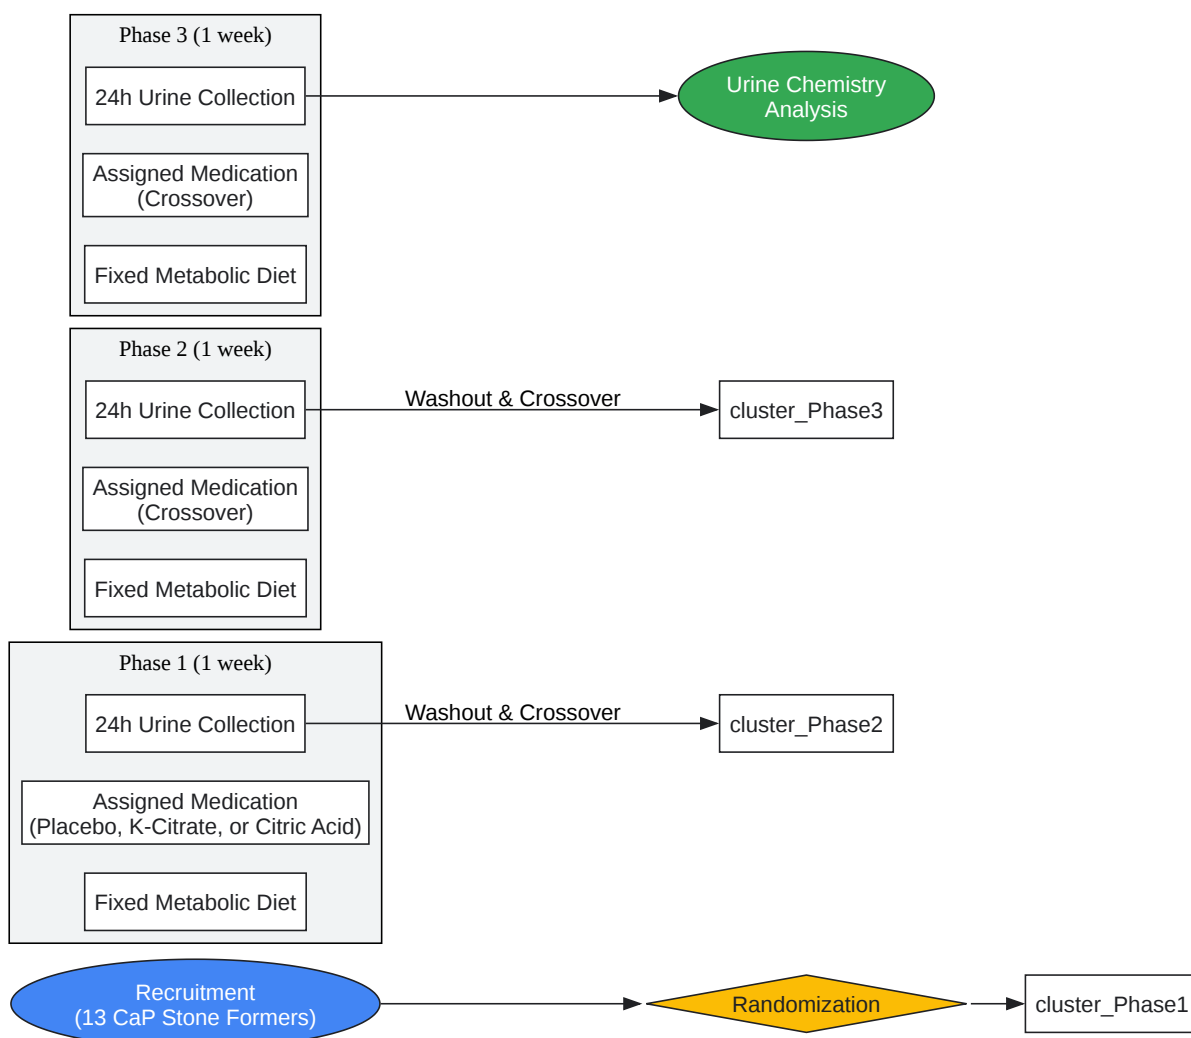 Phase 3 (1 week)
24h Urine Collection
Urine Chemistry
Analysis
Assigned Medication
(Crossover)
Fixed Metabolic Diet
Phase 2 (1 week)
24h Urine Collection
Washout & Crossover
cluster_Phase3
Assigned Medication
(Crossover)
Fixed Metabolic Diet
Phase 1 (1 week)
24h Urine Collection
Washout & Crossover
cluster_Phase2
Assigned Medication
(Placebo, K-Citrate, or Citric Acid)
Fixed Metabolic Diet
Recruitment
(13 CaP Stone Formers)
Randomization
cluster_Phase1